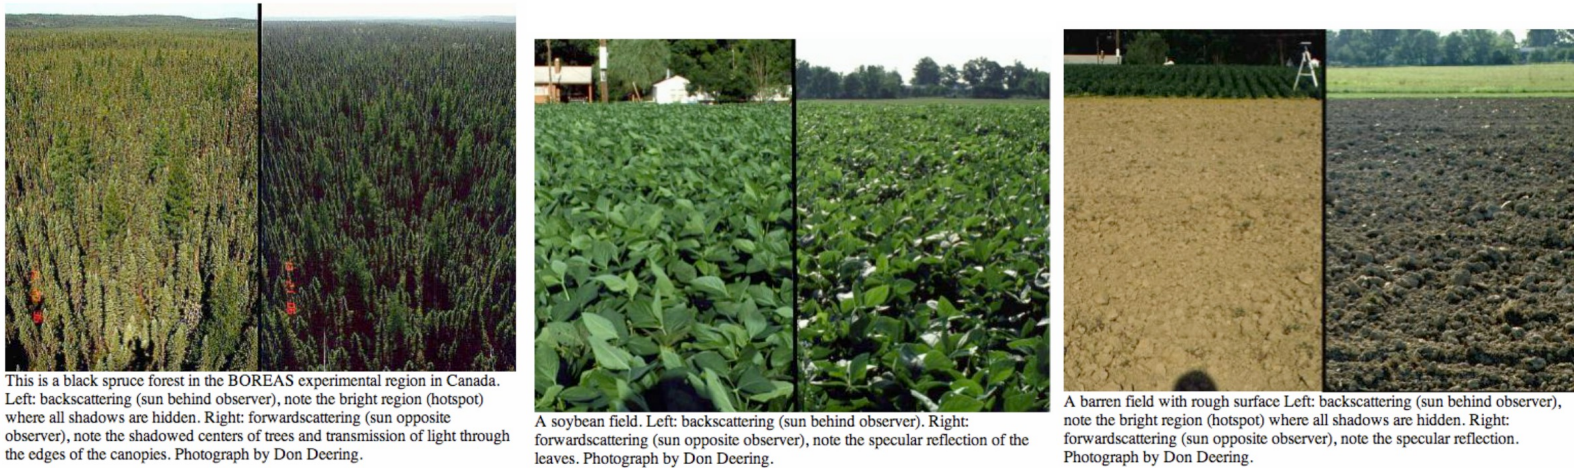 This is a black spruce forest in the BOREAS experimental region in Canada.
Left: backscattering (sun behind observer), note the bright region (hotspot)
where all shadows are hidden. Right: forwardscattering (sun opposite
observer), note the shadowed centers of trees and transmission of light through
the edges of the canopies. Photograph by Don Deering.
A soybean field. Left: backscattering (sun behind observer). Right:
forwardscattering (sun opposite observer), note the specular reflection of the
leaves. Photograph by Don Deering.
A barren field with rough surface Left: backscattering (sun behind observer),
note the bright region (hotspot) where all shadows are hidden. Right:
forwardscattering (sun opposite observer), note the specular reflection.
Photograph by Don Deering.